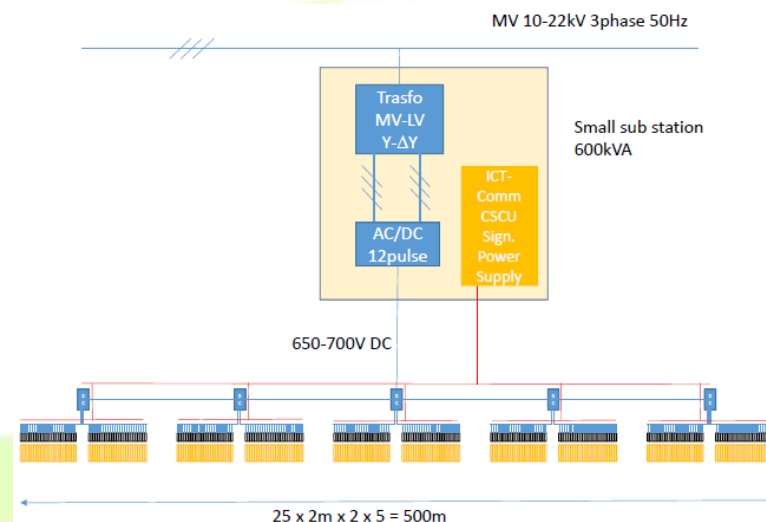 MV 10-22kV 3phase 50Hz
Trasfo
MV-LV
Y-ΔY
Small sub station
600kVA
ICT-
Comm
CSCU
Sign.
Power
Supply
AC/DC
12pulse
650-700V DC
25 x 2m x 2 x 5 = 500m